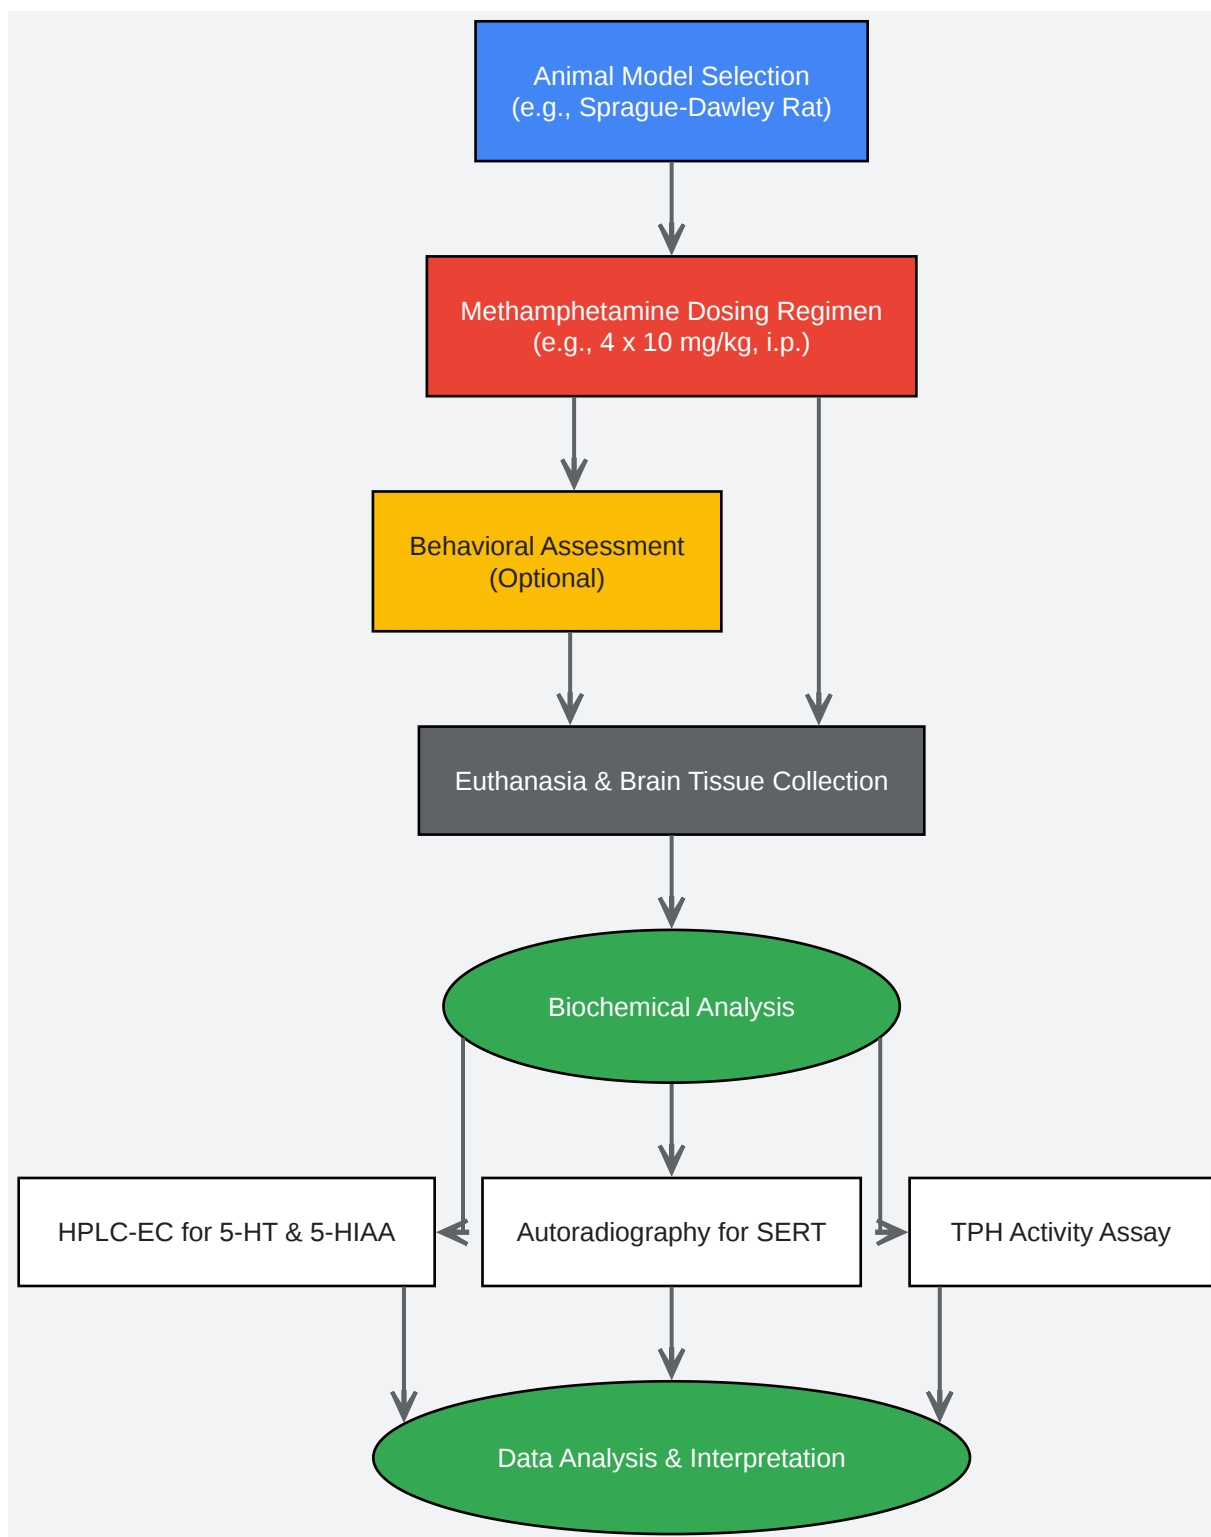 Animal Model Selection
(e.g., Sprague-Dawley Rat)
Methamphetamine Dosing Regimen
(e.g., 4 x 10 mg/kg, i.p.)
Behavioral Assessment
(Optional)
Euthanasia & Brain Tissue Collection
Biochemical Analysis
HPLC-EC for 5-HT & 5-HIAA
Autoradiography for SERT
TPH Activity Assay
Data Analysis & Interpretation